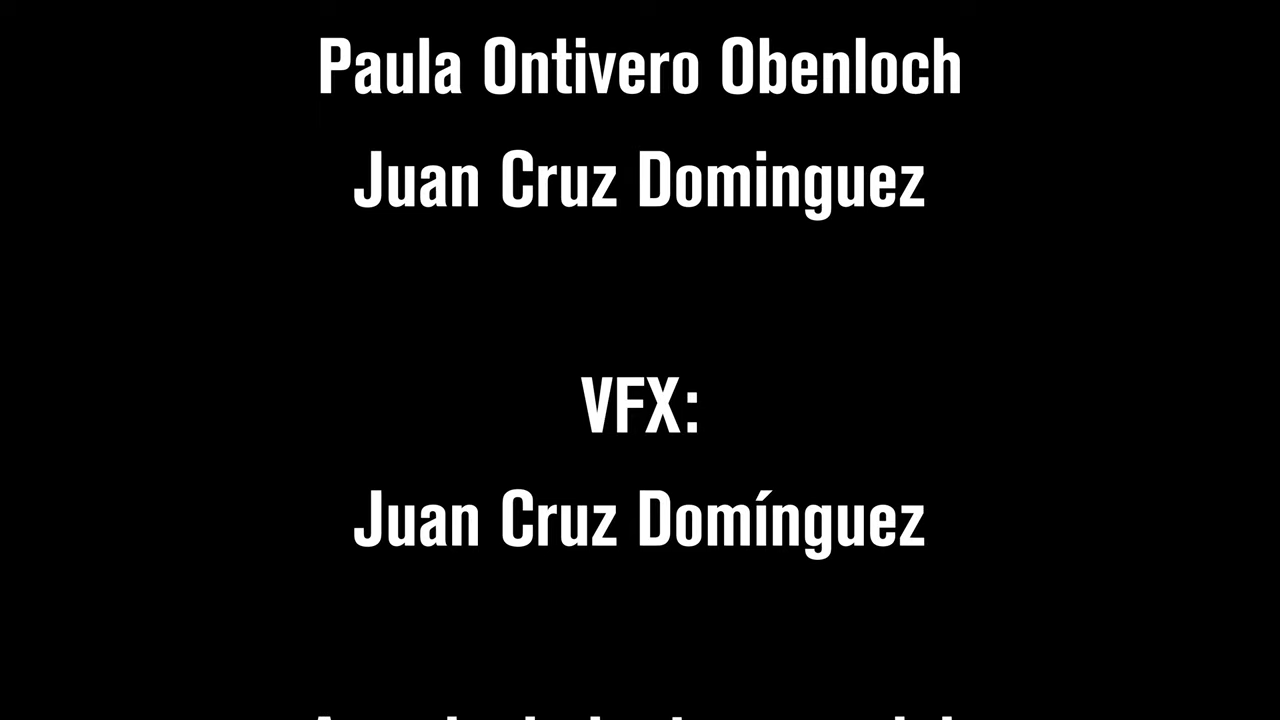 Paula Ontivero Obenloch
Juan Cruz Dominguez
VFX:
Juan Cruz Domínguez